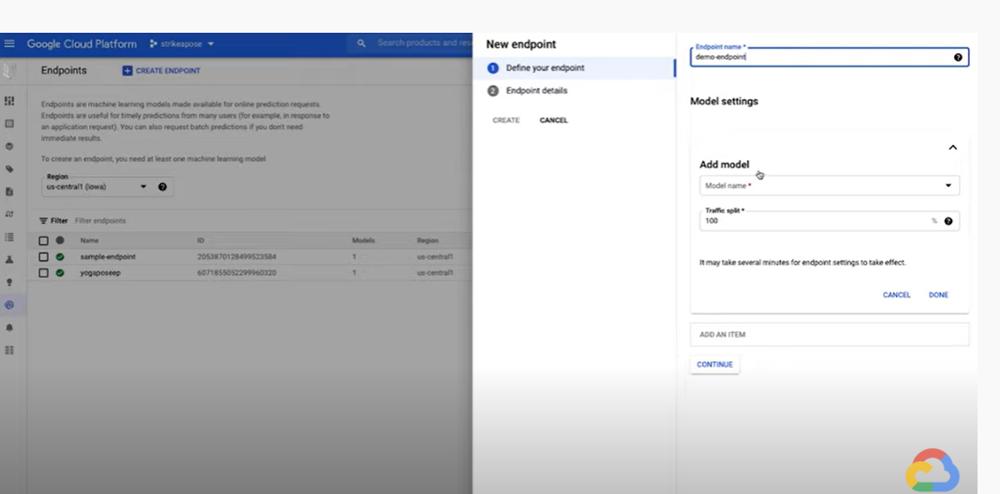 Google Cloud Platform
strikeapose
Search products and res
Endpoints
CREATE ENDPOINT
Endpoints are machine learning models made available for online prediction requests.
Endpoints are useful for timely predictions from many users (for example, in response to
an application request). You can also request batch predictions if you don't need
immediate results.
To create an endpoint, you need at least one machine learning model
Region
us-central1 (Iowa)
Filter Filter endpoints
Name ID Models Region
sample-endpoint 2053870128499523584 1 us-central1
yogaposeep 6071855052299960320 1 us-central1
New endpoint
1 Define your endpoint
2 Endpoint details
CREATE CANCEL
Endpoint name *
demo-endpoint
Model settings
Add model
Model name *
Traffic split *
100 %
It may take several minutes for endpoint settings to take effect.
CANCEL DONE
ADD AN ITEM
CONTINUE